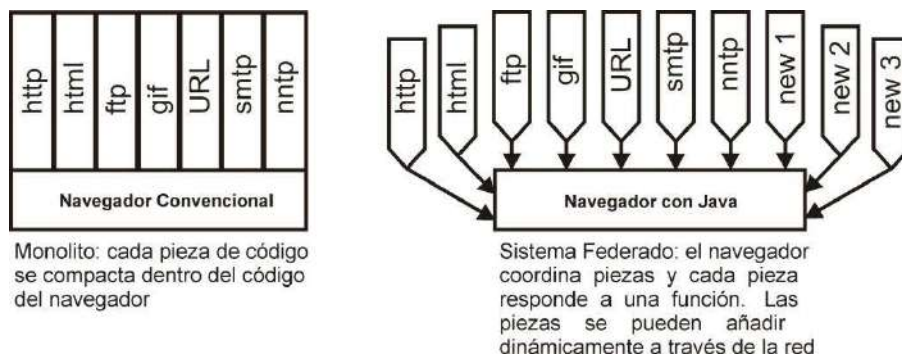 http
html
ftp
gif
URL
smtp
nntp
Navegador Convencional
Monolito: cada pieza de código
se compacta dentro del código
del navegador
http
html
ftp
gif
URL
smtp
nntp
new 1
new 2
new 3
Navegador con Java
Sistema Federado: el navegador
coordina piezas y cada pieza
responde a una función. Las
piezas se pueden añadir
dinámicamente a través de la red